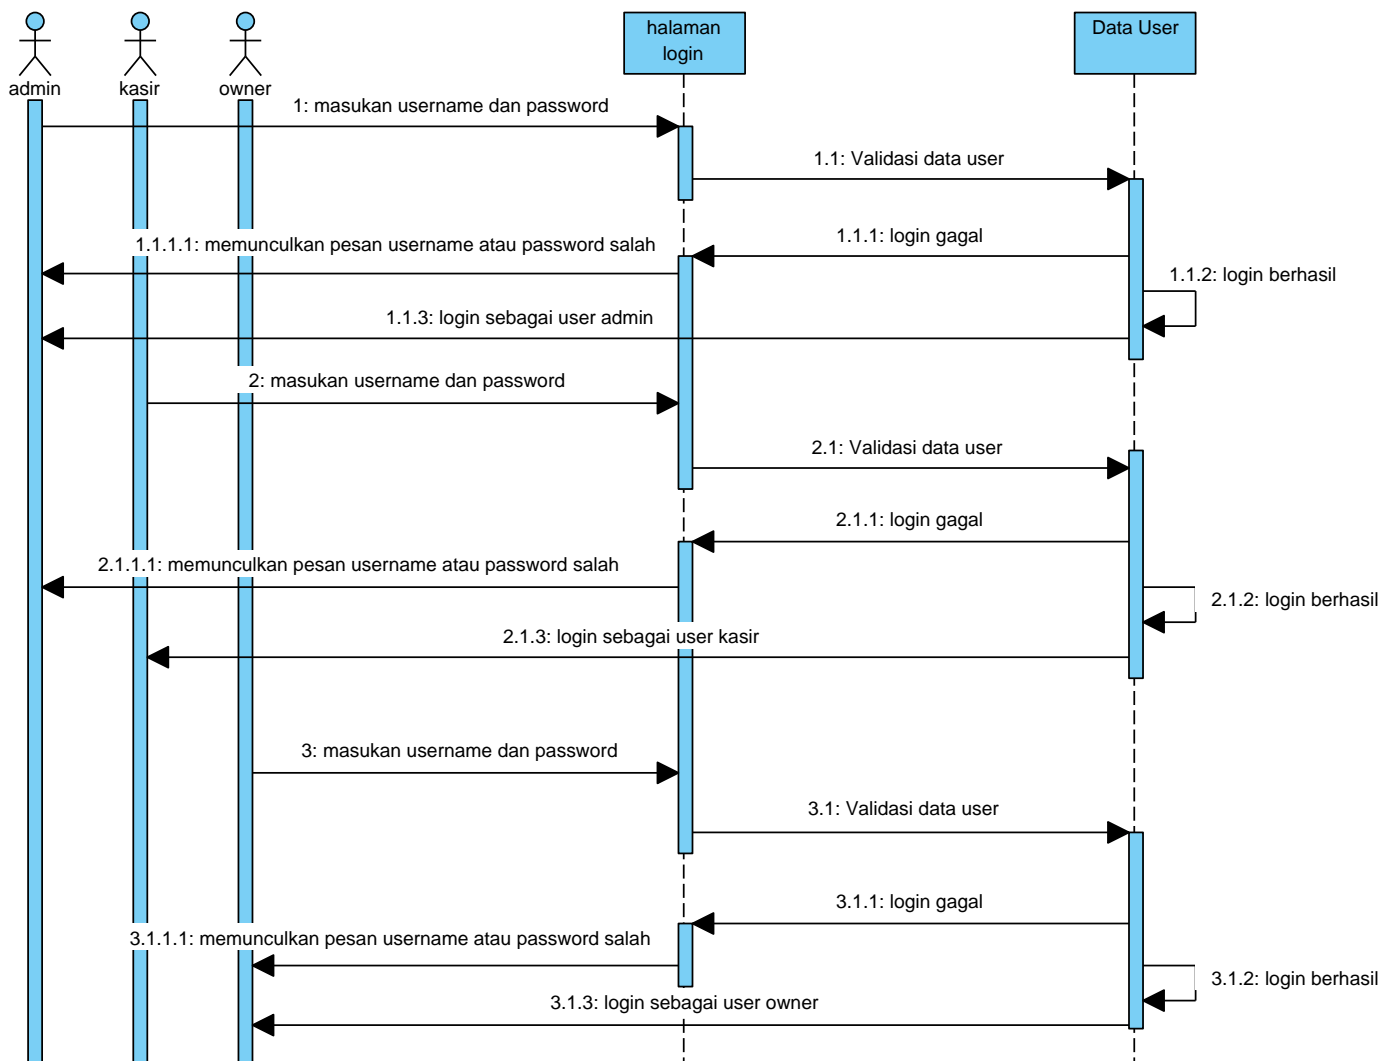 halaman
login
Data User
admin
kasir
owner
1: masukan username dan password
1.1: Validasi data user
1.1.1: login gagal
1.1.1.1: memunculkan pesan username atau password salah
1.1.2: login berhasil
1.1.3: login sebagai user admin
2: masukan username dan password
2.1: Validasi data user
2.1.1: login gagal
2.1.1.1: memunculkan pesan username atau password salah
2.1.2: login berhasil
2.1.3: login sebagai user kasir
3: masukan username dan password
3.1: Validasi data user
3.1.1: login gagal
3.1.1.1: memunculkan pesan username atau password salah
3.1.2: login berhasil
3.1.3: login sebagai user owner